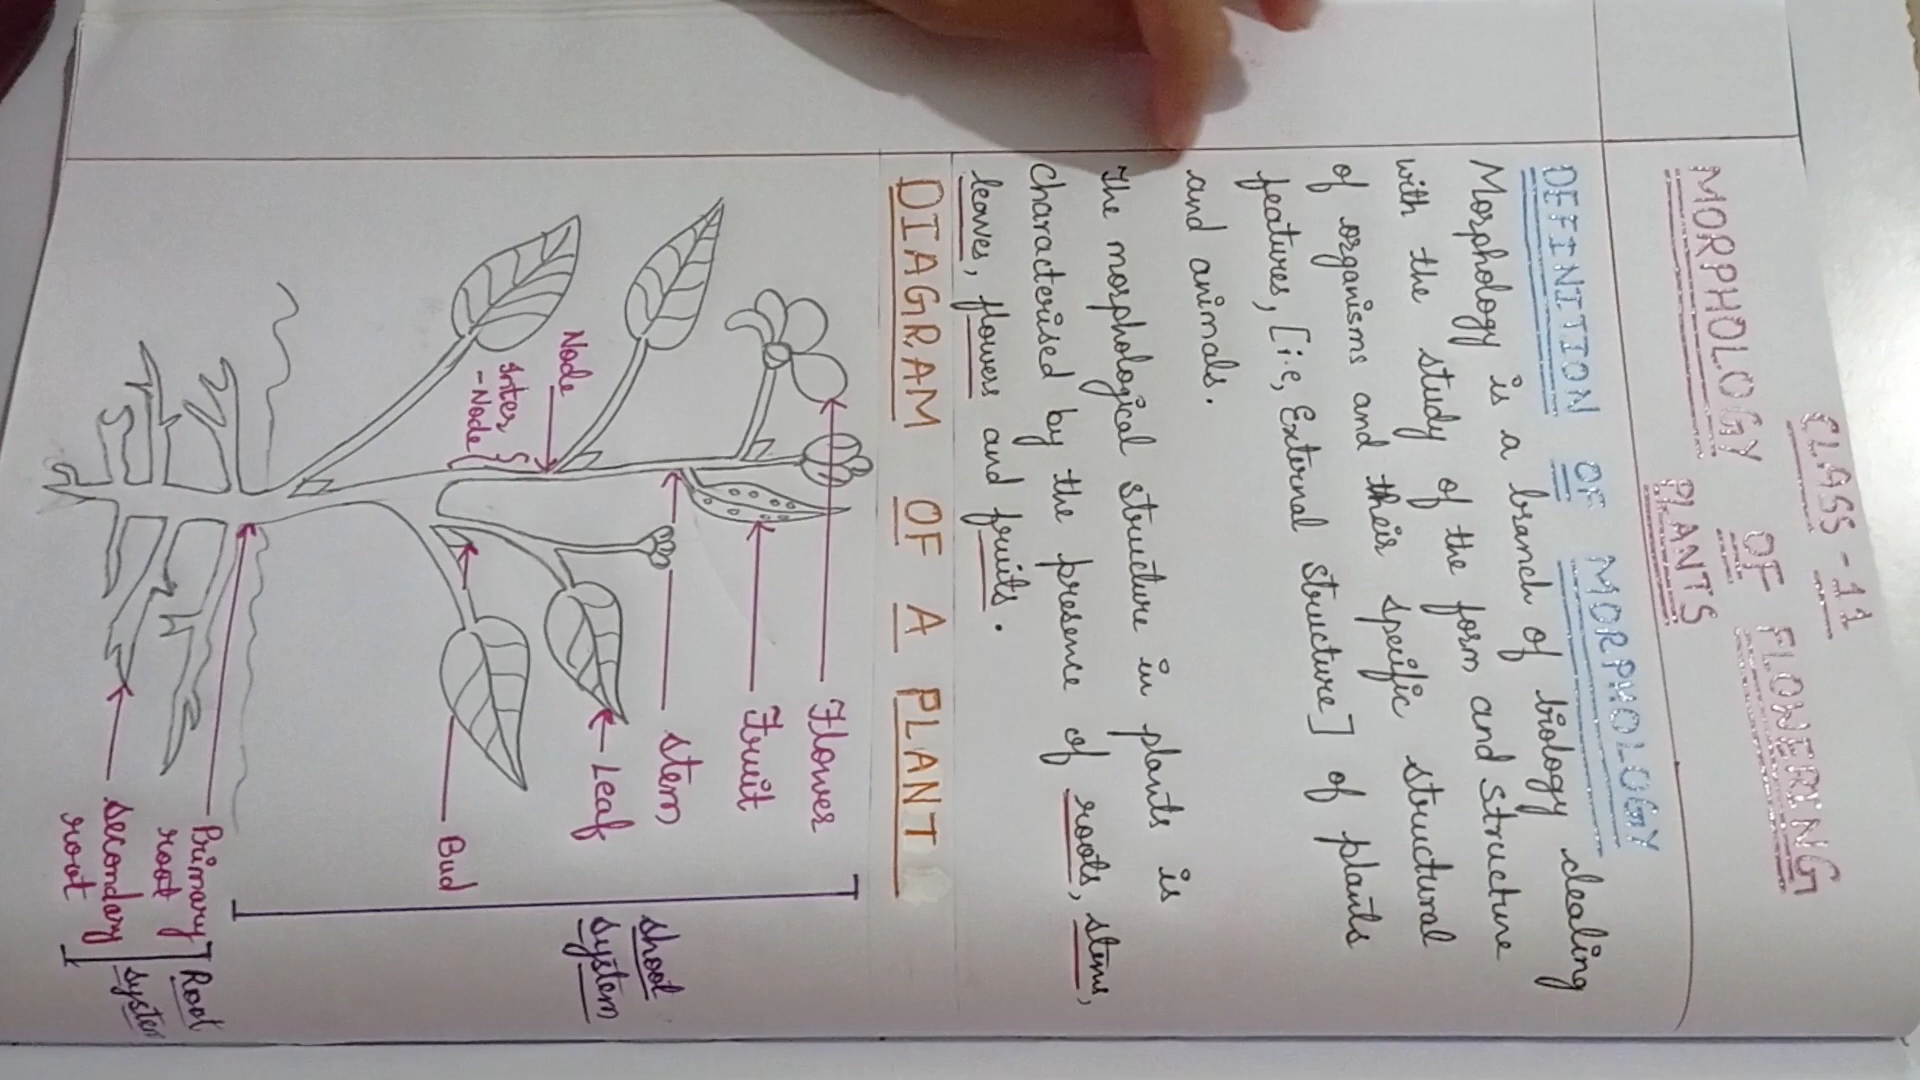 CLASS - 11
MORPHOLOGY OF FLOWERING
PLANTS
DEFINITION OF MORPHOLOGY
Morphology is a branch of biology dealing
with the study of the form and structure
of organisms and their specific structural
features, [i.e, External structure] of plants
and animals.
The morphological structure in plants is
characterised by the presence of roots, stems,
leaves, flowers and fruits.
DIAGRAM OF A PLANT
Flower
Fruit
stem
Leaf
Node
Inter
-Node
Bud
shoot
system
Primary
root
secondary
root
Root
system